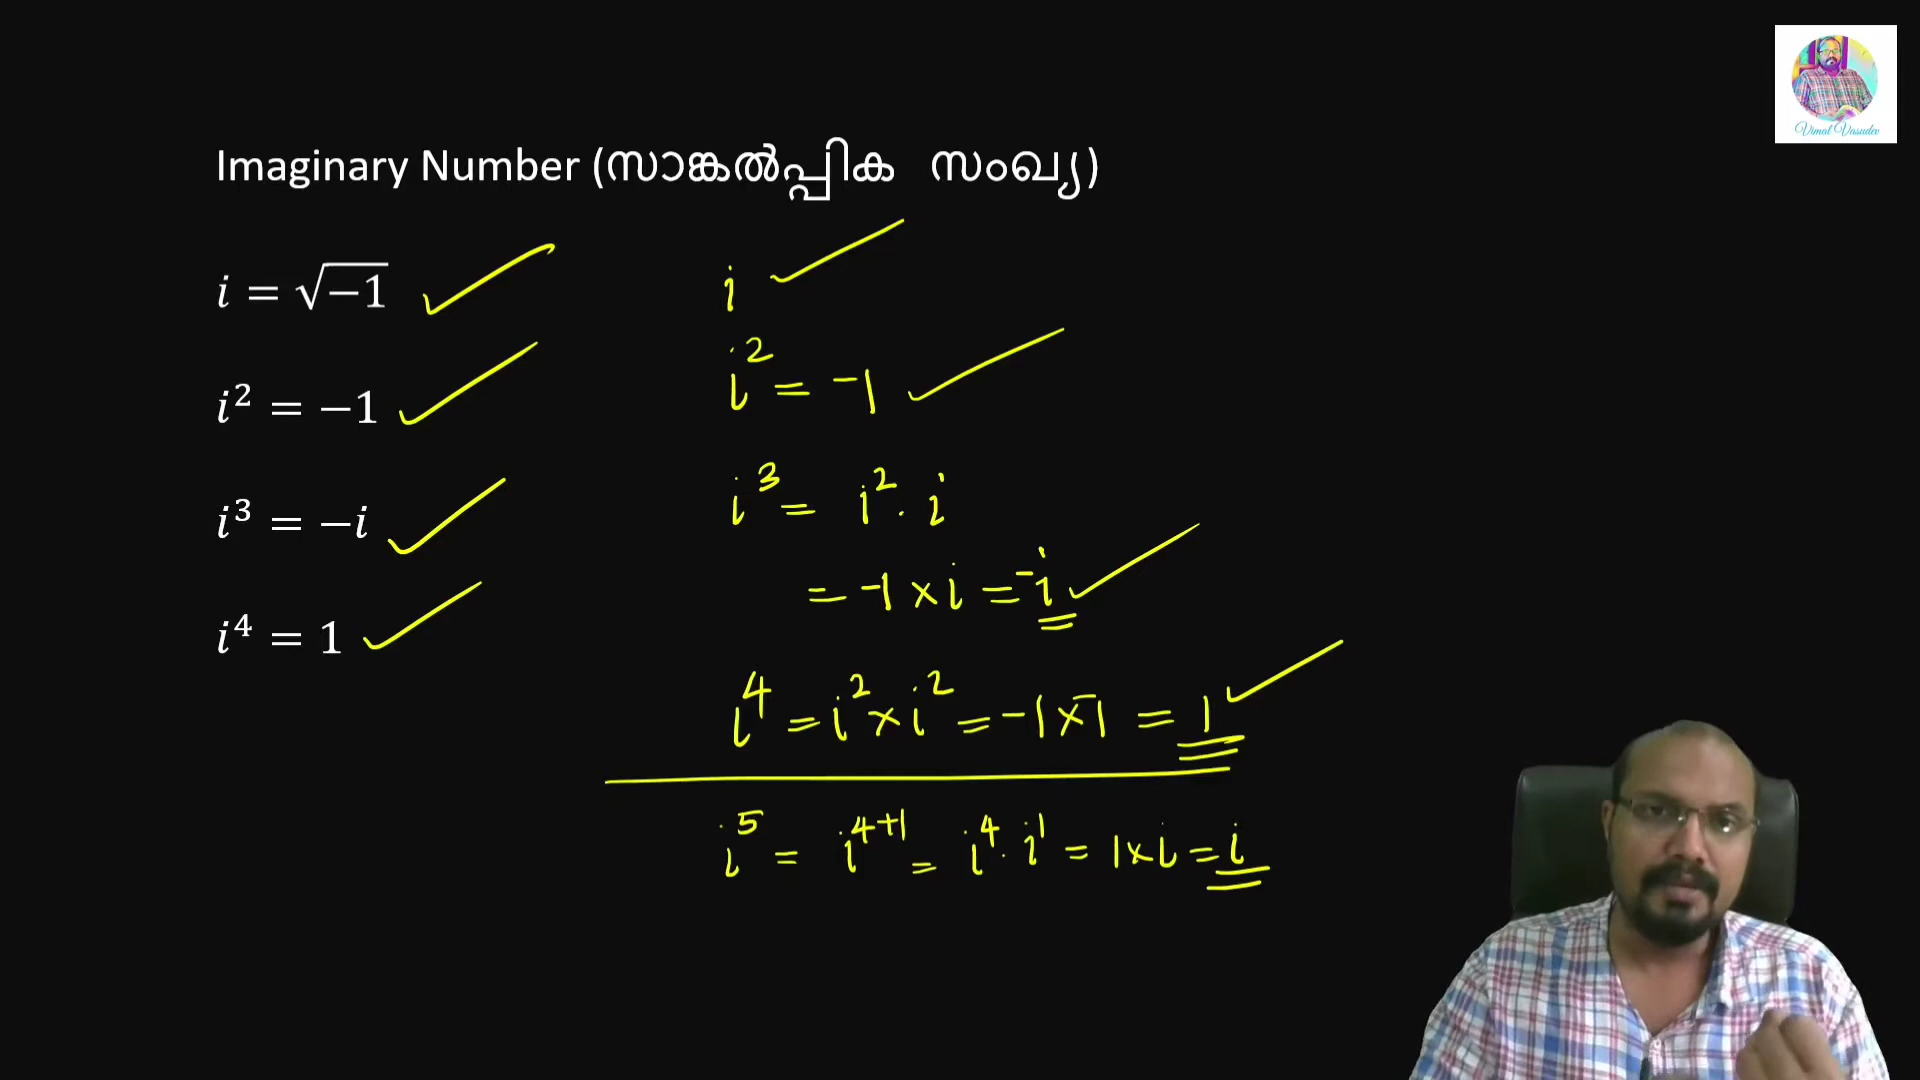 Vimal Vasudev
Imaginary Number (സാങ്കൽപ്പിക സംഖ്യ)
i = √−1
i² = −1
i³ = −i
i⁴ = 1
i
i² = -1
i³ = i² . i
= -1 × i = -i
i⁴ = i² × i² = -1 × -1 = 1
i⁵ = i⁴⁺¹ = i⁴ . i¹ = 1 × i = i